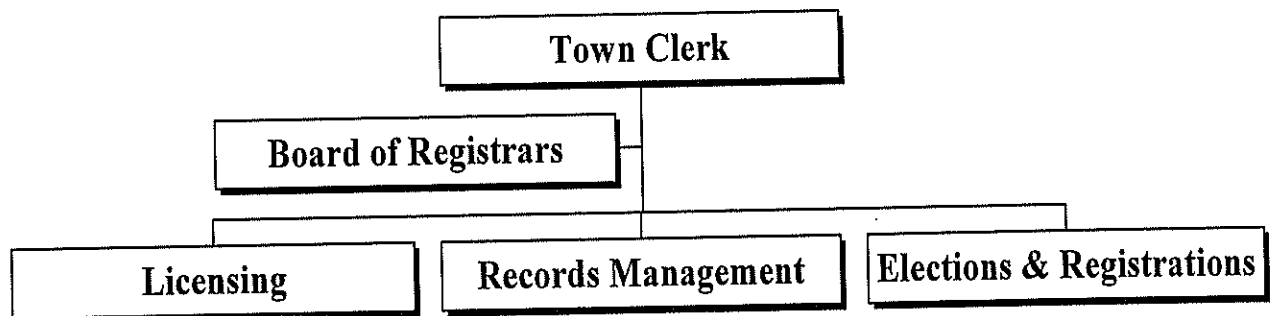 Town Clerk
Board of Registrars
Licensing
Records Management
Elections & Registrations